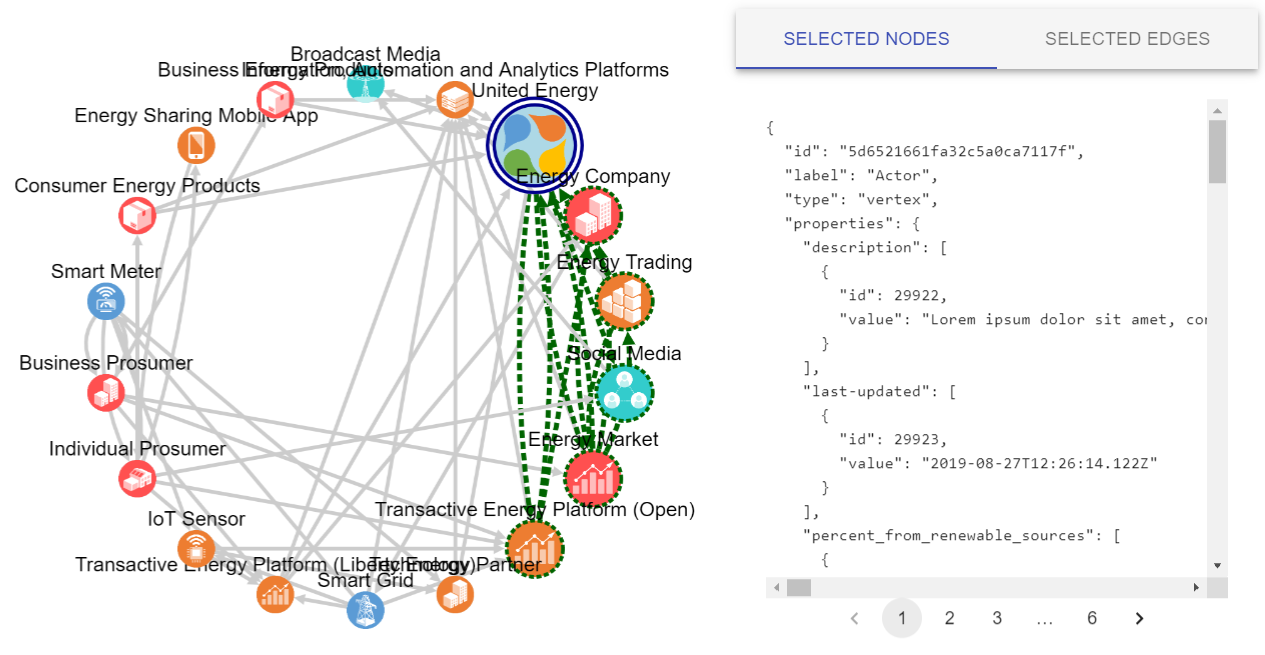 Broadcast Media
Business Information Products
Energy Pro, Automation and Analytics Platforms
United Energy
Energy Sharing Mobile App
Energy Company
Consumer Energy Products
Energy Trading
Smart Meter
Social Media
Business Prosumer
Energy Market
Individual Prosumer
Transactive Energy Platform (Open)
IoT Sensor
Transactive Energy Platform (Liberty Energy)
Technology Partner
Smart Grid
SELECTED NODES
SELECTED EDGES
{
"id": "5d6521661fa32c5a0ca7117f",
"label": "Actor",
"type": "vertex",
"properties": {
"description": [
{
"id": 29922,
"value": "Lorem ipsum dolor sit amet, con
}
],
"last-updated": [
{
"id": 29923,
"value": "2019-08-27T12:26:14.122Z"
}
],
"percent_from_renewable_sources": [
{
1 2 3 ... 6